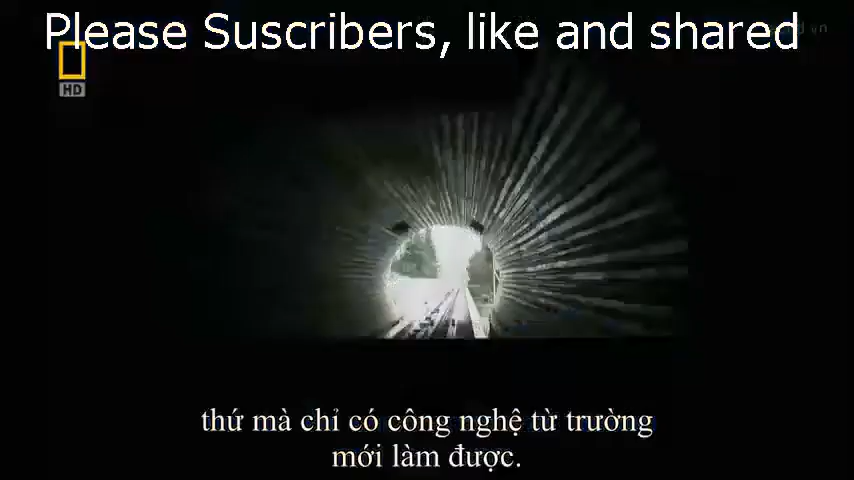 Please Suscribers, like and shared
HD
thứ mà chỉ có công nghệ từ trường
mới làm được.